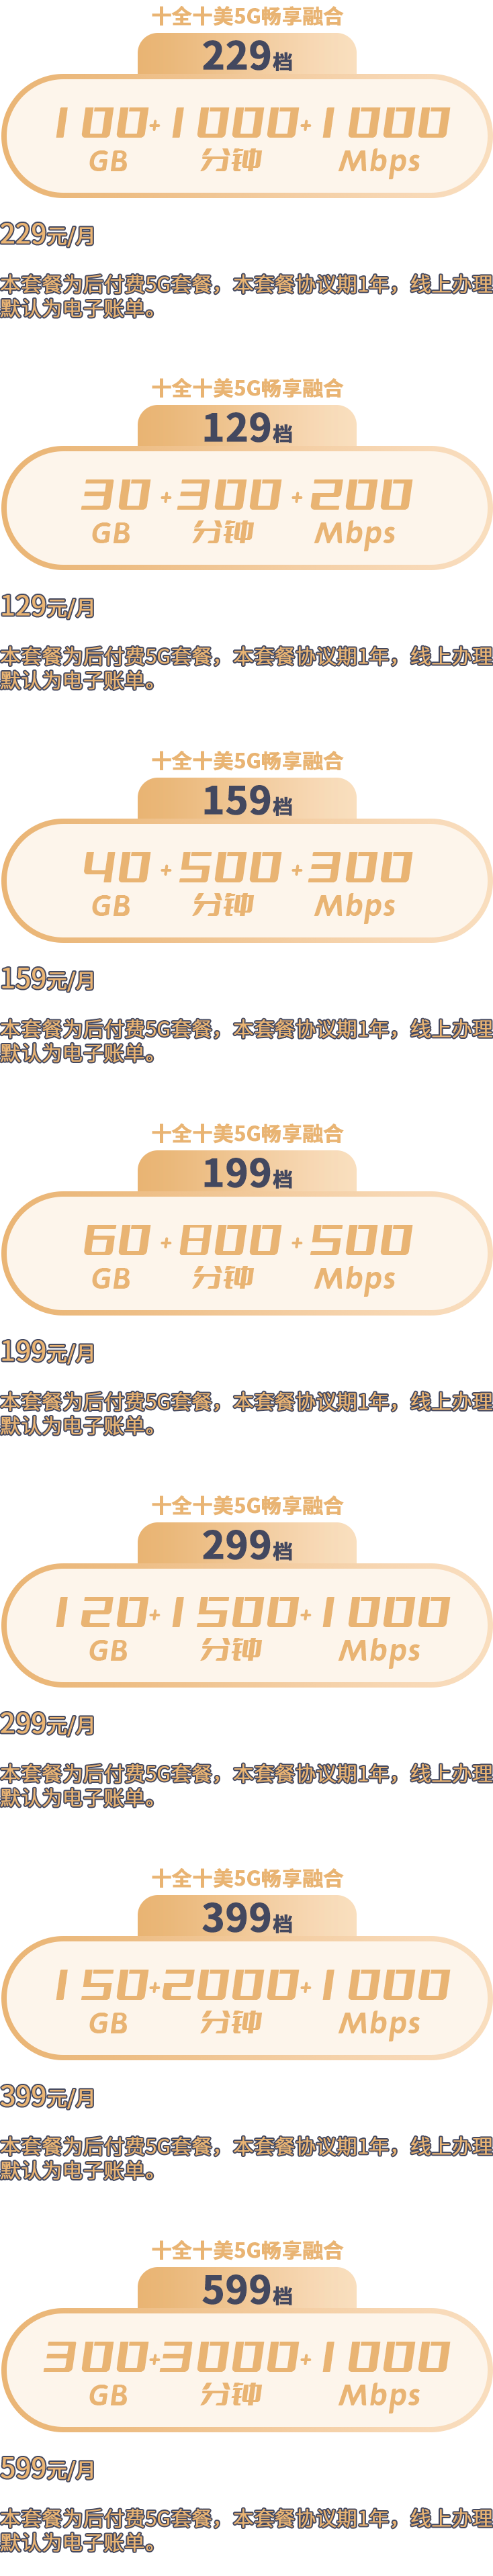 十全十美5G畅享融合
229档
100+1000+1000
GB 分钟 Mbps
229元/月
本套餐为后付费5G套餐，本套餐协议期1年，线上办理
默认为电子账单。
十全十美5G畅享融合
129档
30+300+200
GB 分钟 Mbps
129元/月
本套餐为后付费5G套餐，本套餐协议期1年，线上办理
默认为电子账单。
十全十美5G畅享融合
159档
40+500+300
GB 分钟 Mbps
159元/月
本套餐为后付费5G套餐，本套餐协议期1年，线上办理
默认为电子账单。
十全十美5G畅享融合
199档
60+800+500
GB 分钟 Mbps
199元/月
本套餐为后付费5G套餐，本套餐协议期1年，线上办理
默认为电子账单。
十全十美5G畅享融合
299档
120+1500+1000
GB 分钟 Mbps
299元/月
本套餐为后付费5G套餐，本套餐协议期1年，线上办理
默认为电子账单。
十全十美5G畅享融合
399档
150+2000+1000
GB 分钟 Mbps
399元/月
本套餐为后付费5G套餐，本套餐协议期1年，线上办理
默认为电子账单。
十全十美5G畅享融合
599档
300+3000+1000
GB 分钟 Mbps
599元/月
本套餐为后付费5G套餐，本套餐协议期1年，线上办理
默认为电子账单。